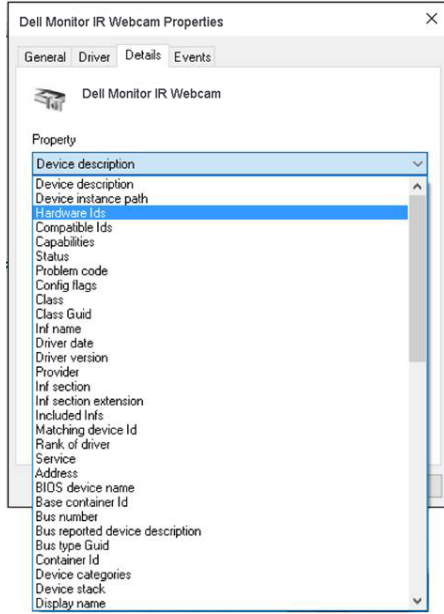 Dell Monitor IR Webcam Properties
General Driver Details Events
Dell Monitor IR Webcam
Property
Device description
Device description
Device instance path
Hardware Ids
Compatible Ids
Capabilities
Status
Problem code
Config flags
Class
Class Guid
Inf name
Driver date
Driver version
Provider
Inf section
Inf section extension
Included Infs
Matching device Id
Rank of driver
Service
Address
BIOS device name
Base container Id
Bus number
Bus reported device description
Bus type Guid
Container Id
Device categories
Device stack
Display name